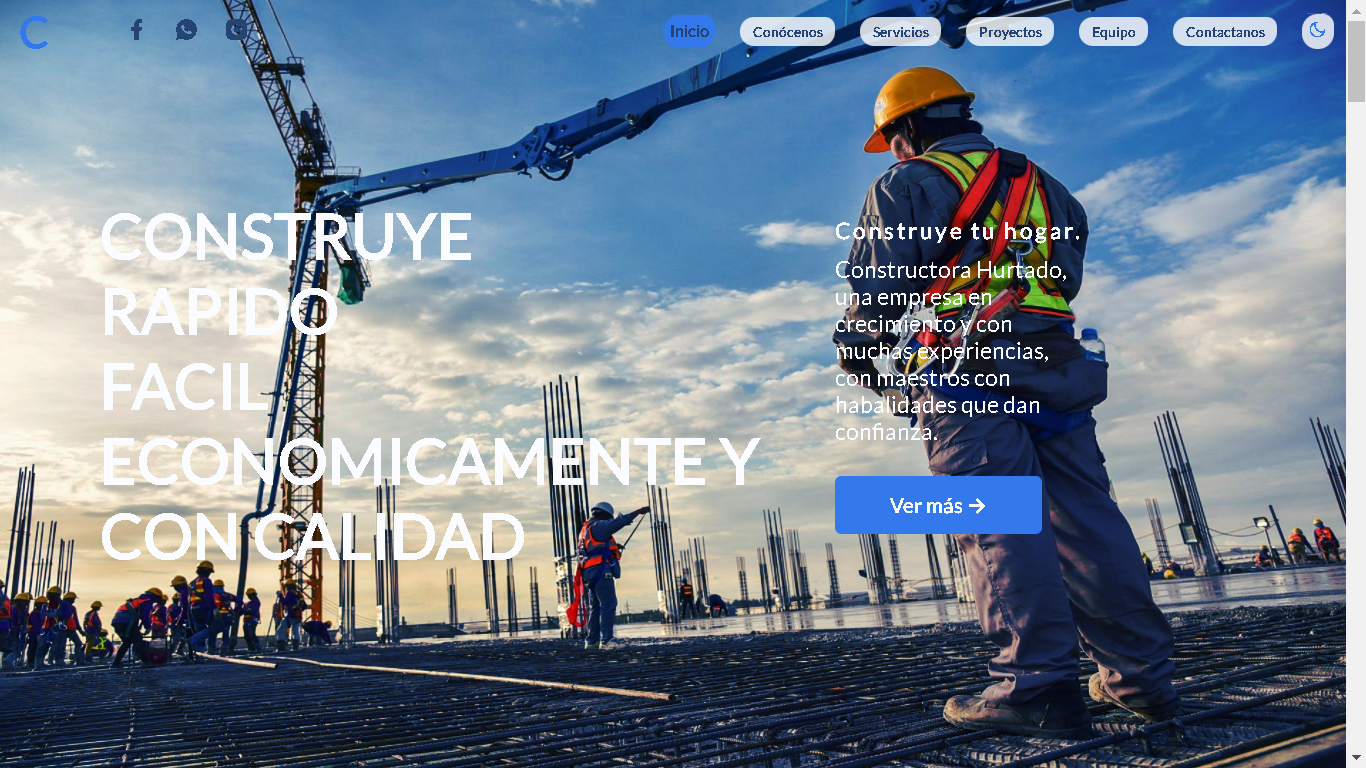 C
Inicio
Conócenos
Servicios
Proyectos
Equipo
Contactanos
CONSTRUYE
RAPIDO
FACIL
ECONOMICAMENTE Y
CON CALIDAD
Construye tu hogar.
Constructora Hurtado,
una empresa en
crecimiento y con
muchas experiencias,
con maestros con
habalidades que dan
confianza.
Ver más →